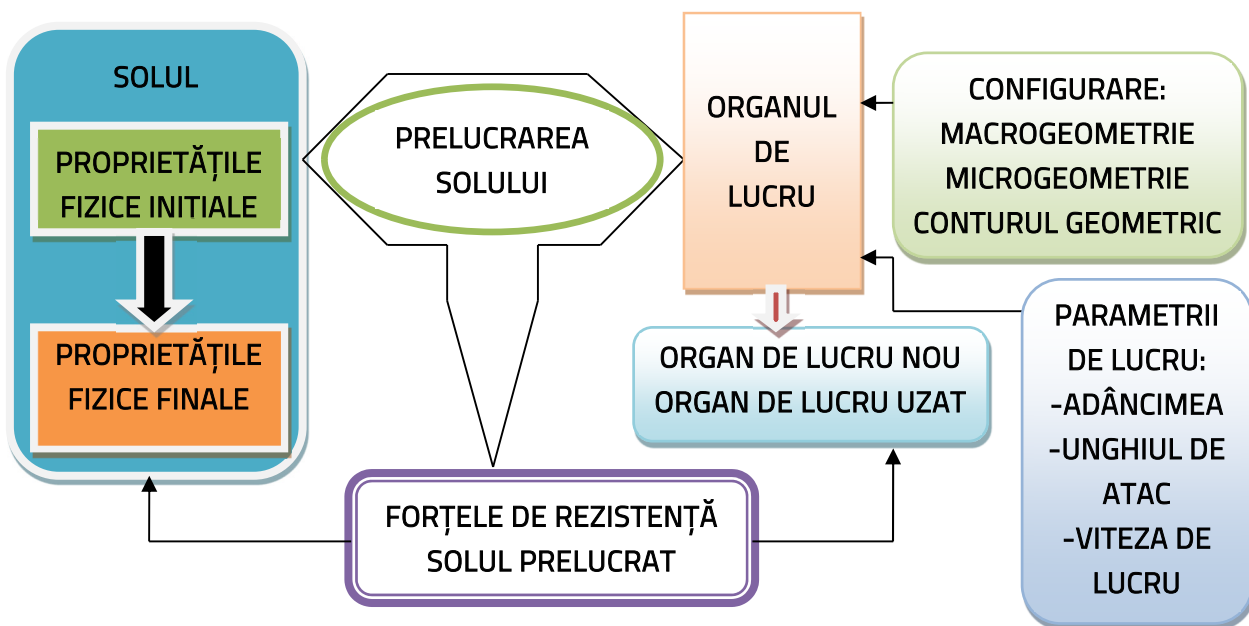 SOLUL
PROPRIETĂȚILE
FIZICE INITIALE
PROPRIETĂȚILE
FIZICE FINALE
PRELUCRAREA
SOLULUI
ORGANUL
DE
LUCRU
CONFIGURARE:
MACROGEOMETRIE
MICROGEOMETRIE
CONTURUL GEOMETRIC
ORGAN DE LUCRU NOU
ORGAN DE LUCRU UZAT
PARAMETRII
DE LUCRU:
-ADÂNCIMEA
-UNGHIUL DE
ATAC
-VITEZA DE
LUCRU
FORȚELE DE REZISTENȚĂ
SOLUL PRELUCRAT